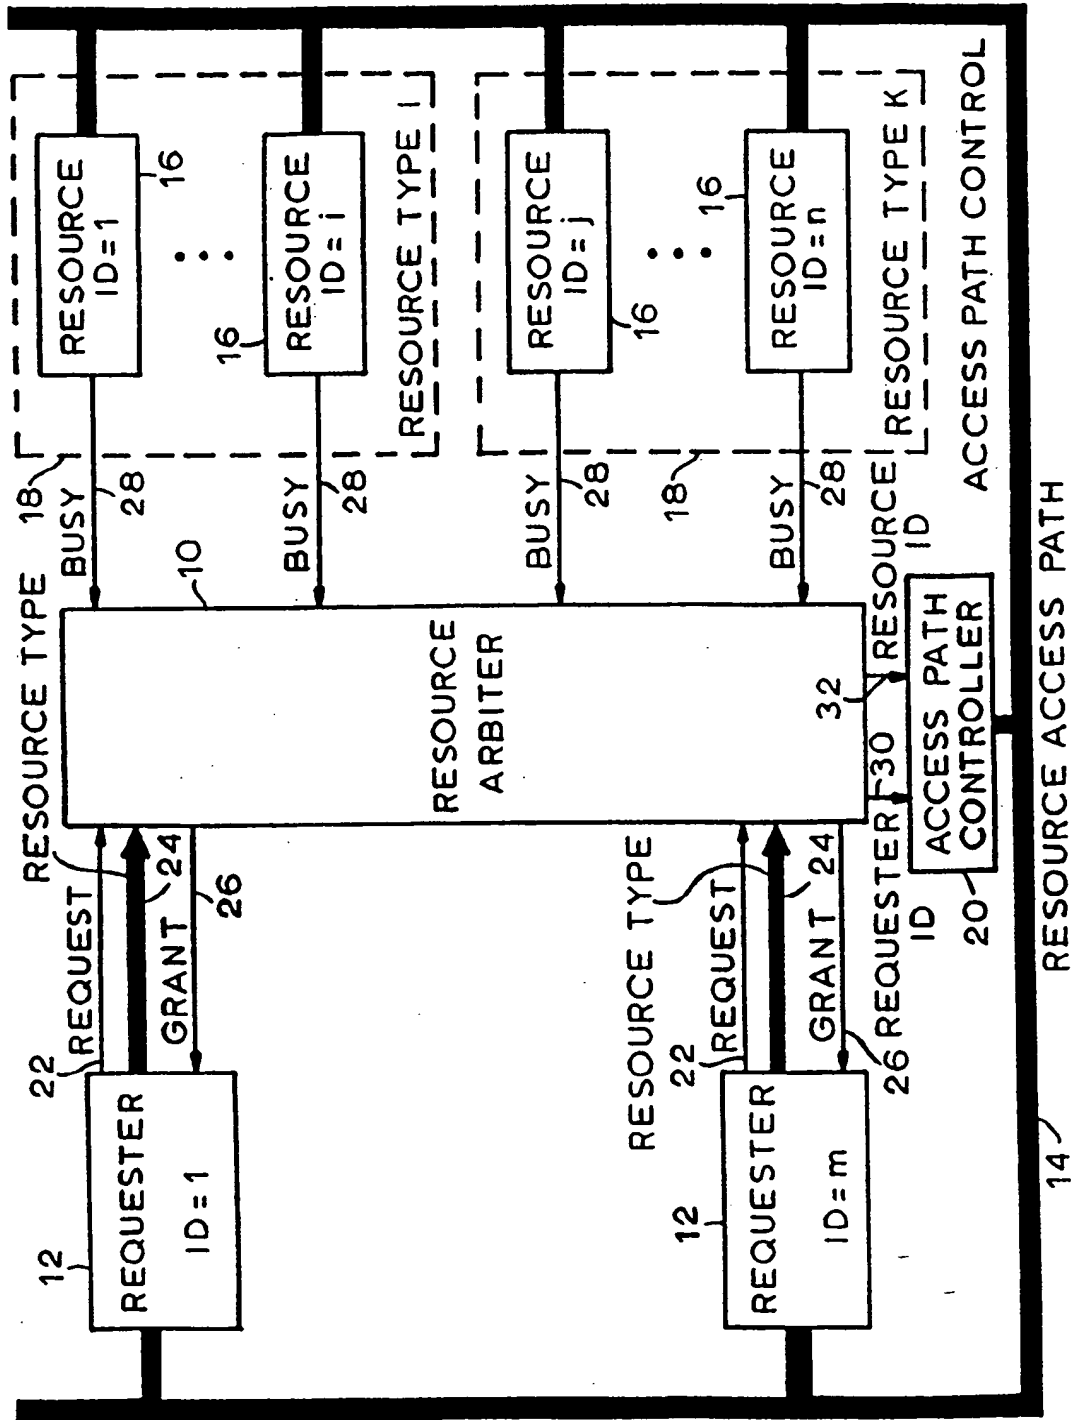 12
REQUESTER
ID = 1
22
REQUEST
RESOURCE TYPE
24
GRANT
26
12
REQUESTER
ID = m
RESOURCE TYPE
22
REQUEST
24
GRANT
26
10
RESOURCE
ARBITER
18
BUSY
28
RESOURCE
ID = 1
16
BUSY
28
16
RESOURCE
ID = i
RESOURCE TYPE I
BUSY
28
RESOURCE
ID = j
16
18
BUSY
28
16
RESOURCE
ID = n
RESOURCE TYPE K
REQUESTER
ID
30
32
RESOURCE
ID
20
ACCESS PATH
CONTROLLER
ACCESS PATH CONTROL
14
RESOURCE ACCESS PATH